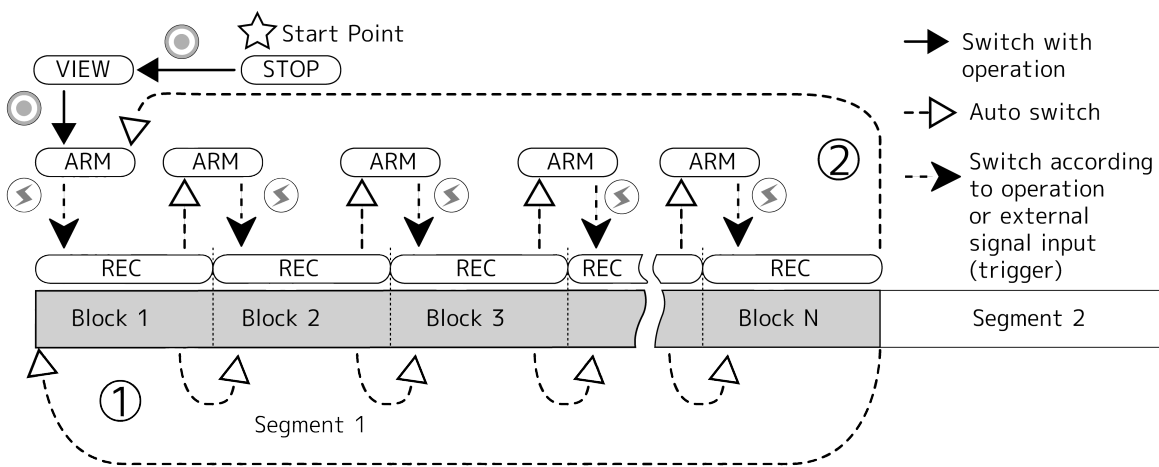 Start Point
VIEW
STOP
Switch with
operation
Auto switch
ARM
ARM
ARM
ARM
ARM
②
Switch according
to operation
or external
signal input
(trigger)
REC
REC
REC
REC
REC
Block 1
Block 2
Block 3
Block N
Segment 2
①
Segment 1